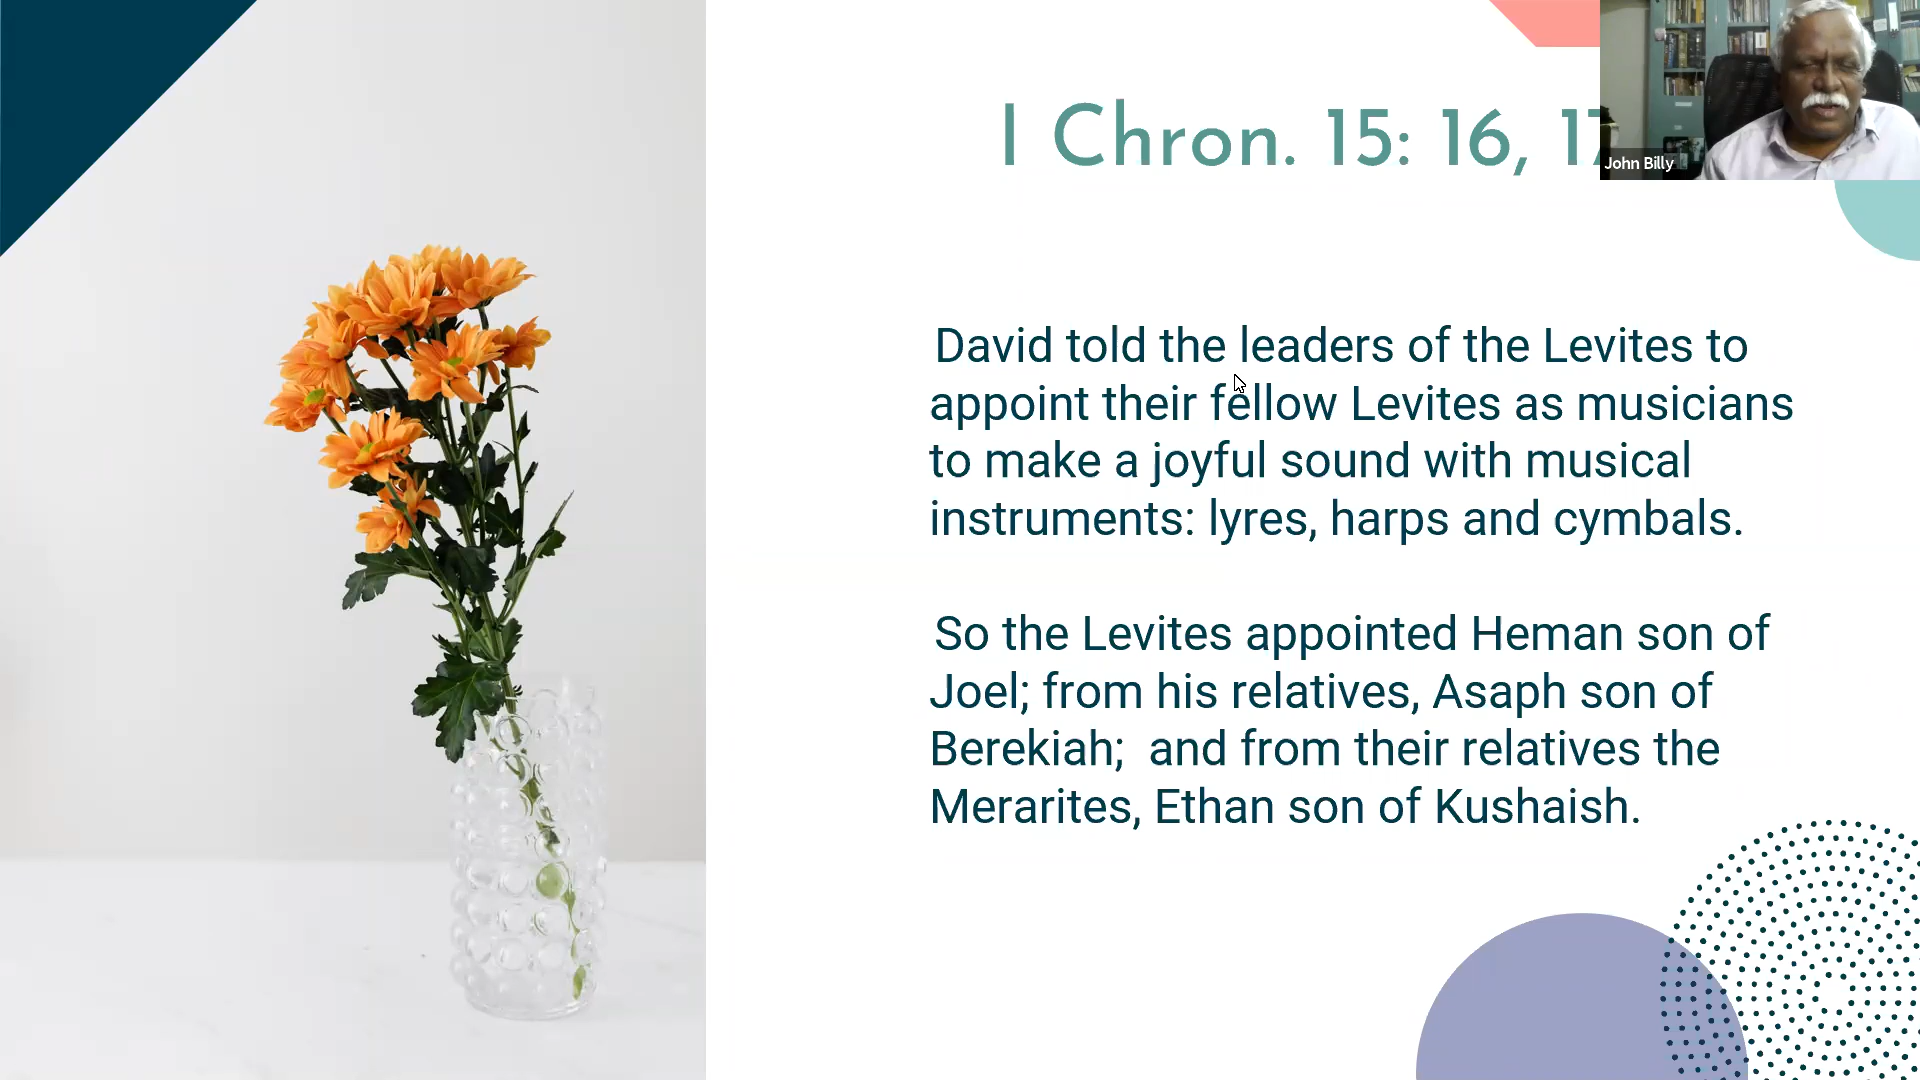 I Chron. 15: 16, 17
John Billy
David told the leaders of the Levites to
appoint their fellow Levites as musicians
to make a joyful sound with musical
instruments: lyres, harps and cymbals.
So the Levites appointed Heman son of
Joel; from his relatives, Asaph son of
Berekiah;  and from their relatives the
Merarites, Ethan son of Kushaish.